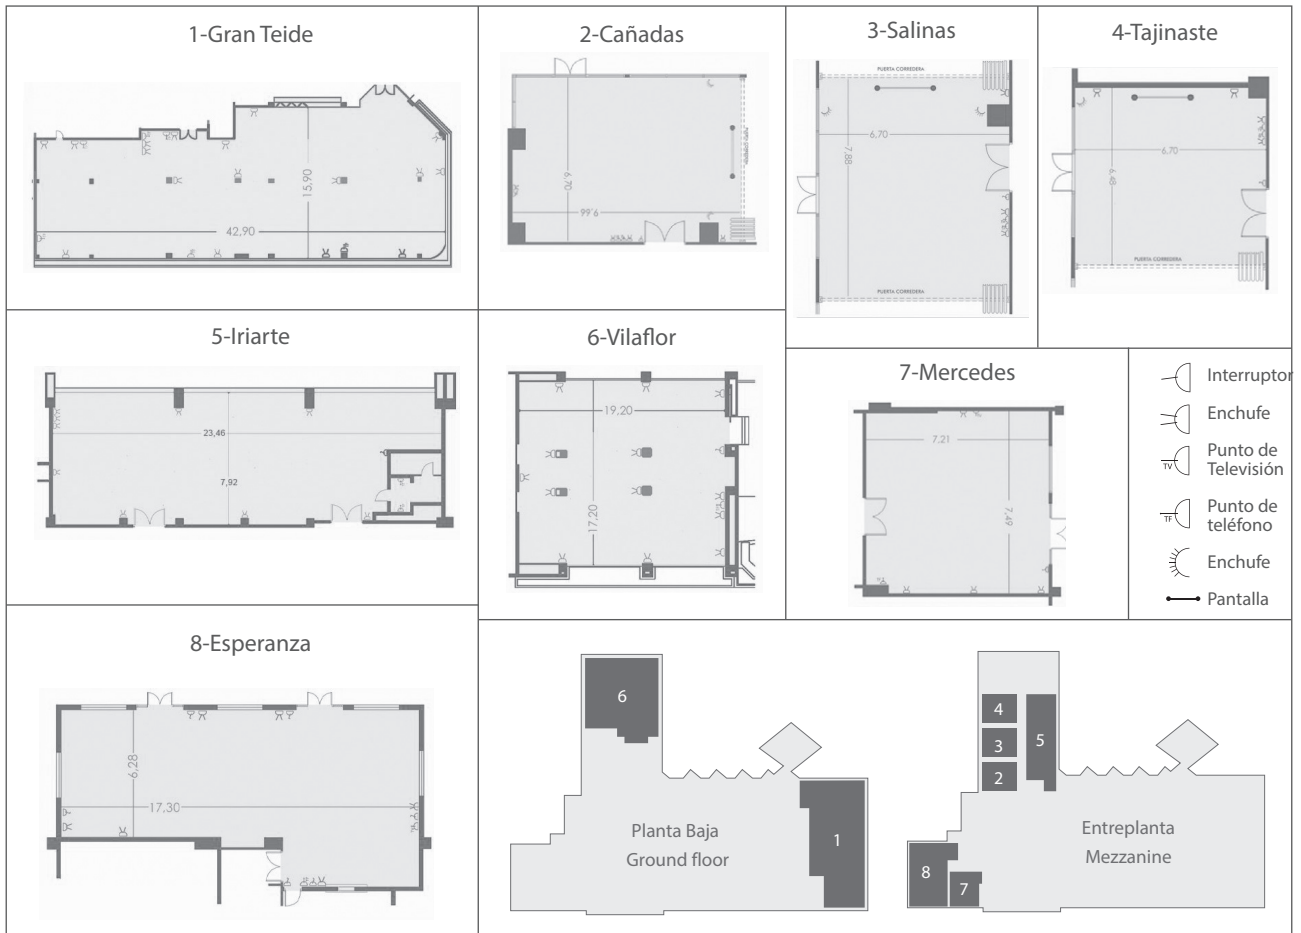 1-Gran Teide
15,90
42,90
2-Cañadas
6,70
9,66
3-Salinas
PUERTA CORREDERA
6,70
7,88
PUERTA CORREDERA
4-Tajinaste
6,70
6,48
PUERTA CORREDERA
5-Iriarte
23,46
7,92
6-Vilaflor
19,20
17,20
7-Mercedes
7,21
7,49
Interruptor
Enchufe
TV
Punto de
Televisión
TF
Punto de
teléfono
Enchufe
Pantalla
8-Esperanza
6,28
17,30
6
1
Planta Baja
Ground floor
4
3
2
5
8
7
Entreplanta
Mezzanine